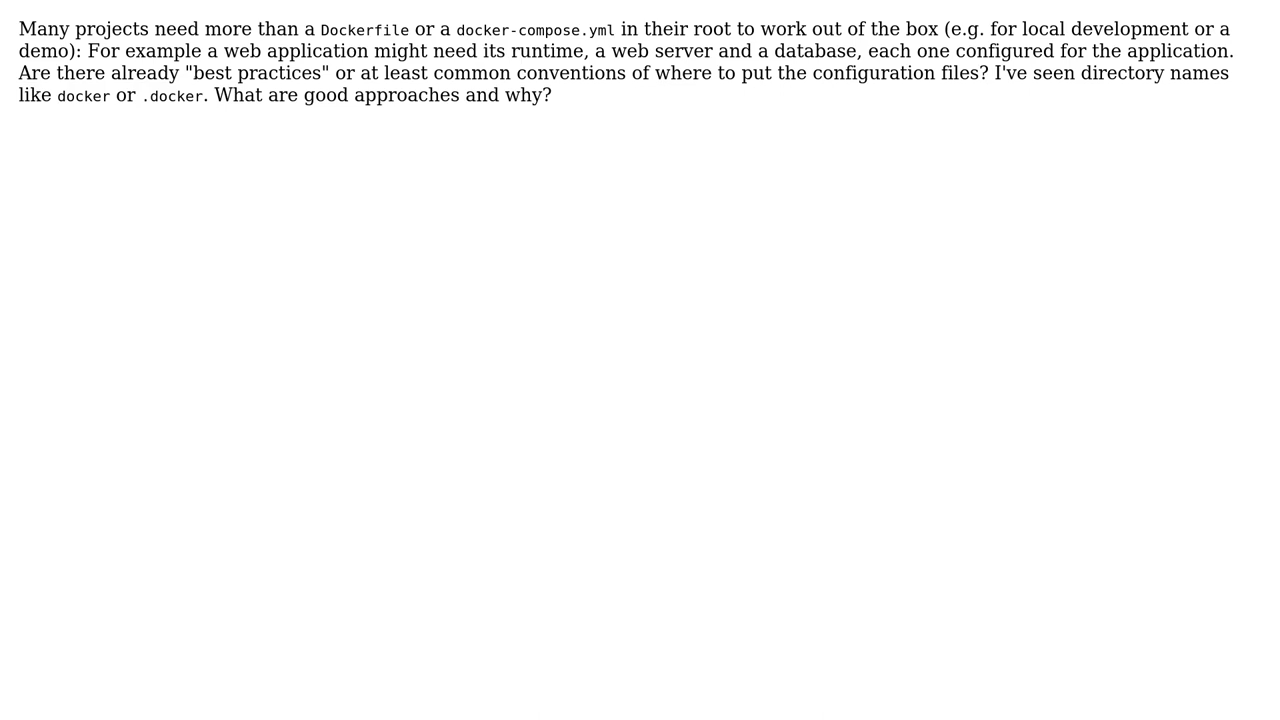 Many projects need more than a Dockerfile or a docker-compose.yml in their root to work out of the box (e.g. for local development or a
demo): For example a web application might need its runtime, a web server and a database, each one configured for the application.
Are there already "best practices" or at least common conventions of where to put the configuration files? I've seen directory names
like docker or .docker. What are good approaches and why?